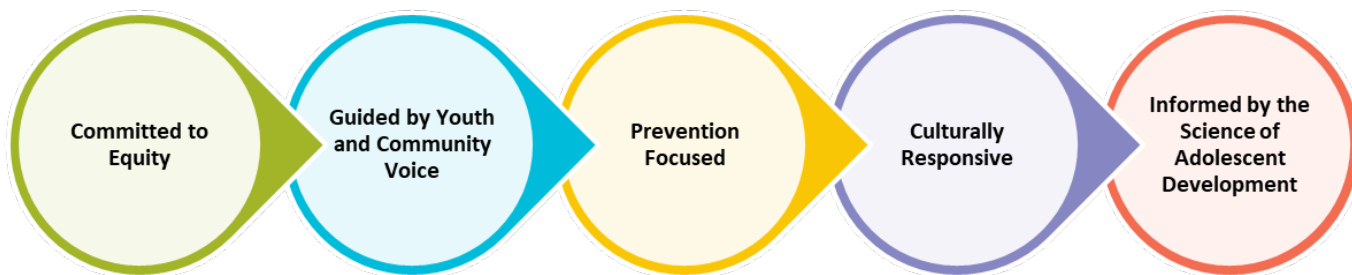 Committed to
Equity
Guided by Youth
and Community
Voice
Prevention
Focused
Culturally
Responsive
Informed by the
Science of
Adolescent
Development